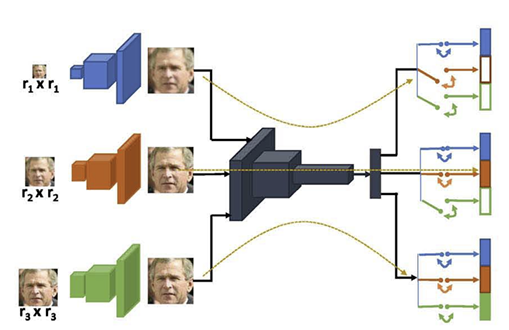 r₁ x r₁
r₂ x r₂
r₃ x r₃